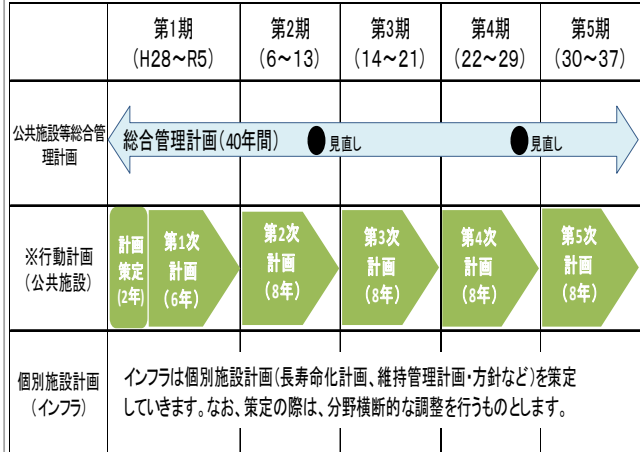 第1期
(H28～R5)
第2期
(6～13)
第3期
(14～21)
第4期
(22～29)
第5期
(30～37)
公共施設等総合管
理計画
総合管理計画(40年間)
見直し
見直し
※行動計画
(公共施設)
計画
策定
(2年)
第1次
計画
(6年)
第2次
計画
(8年)
第3次
計画
(8年)
第4次
計画
(8年)
第5次
計画
(8年)
個別施設計画
(インフラ)
インフラは個別施設計画(長寿命化計画、維持管理計画・方針など)を策定
していきます。なお、策定の際は、分野横断的な調整を行うものとします。